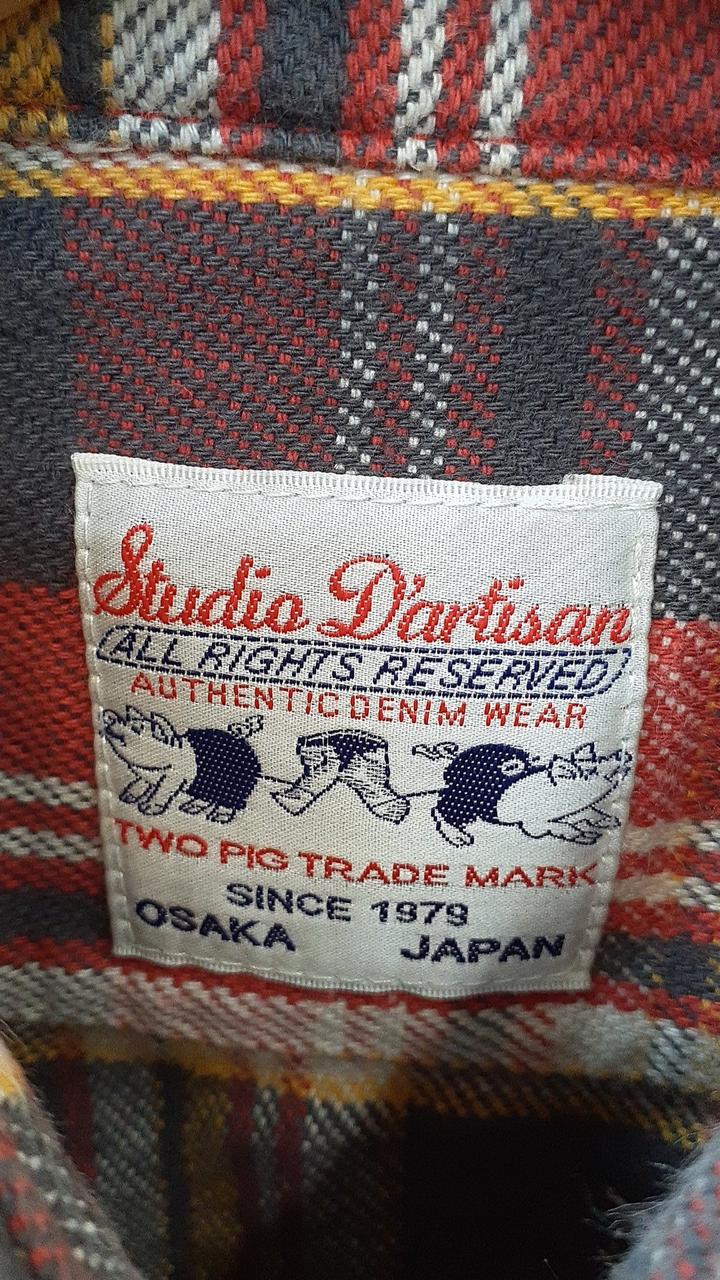 Studio D'artisan
ALL RIGHTS RESERVED
AUTHENTIC DENIM WEAR
TWO PIG TRADE MARK
SINCE 1979
OSAKA JAPAN